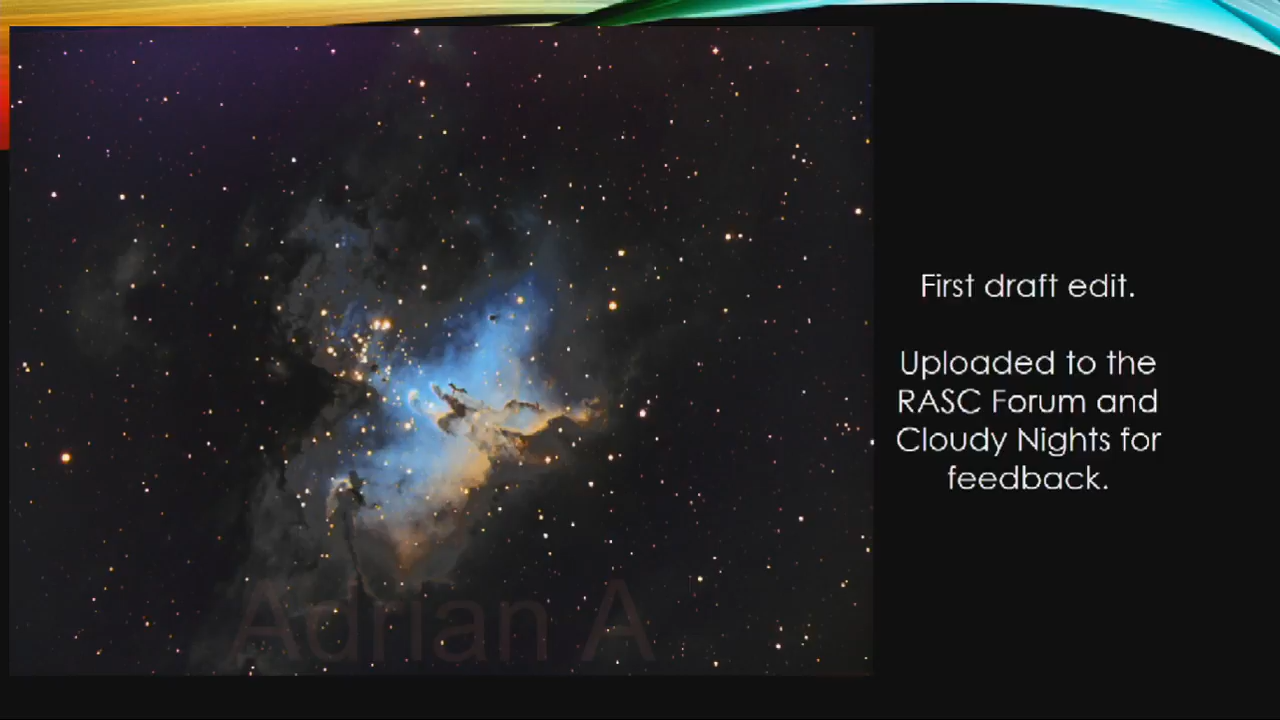 First draft edit.
Uploaded to the
RASC Forum and
Cloudy Nights for
feedback.
Adrian A